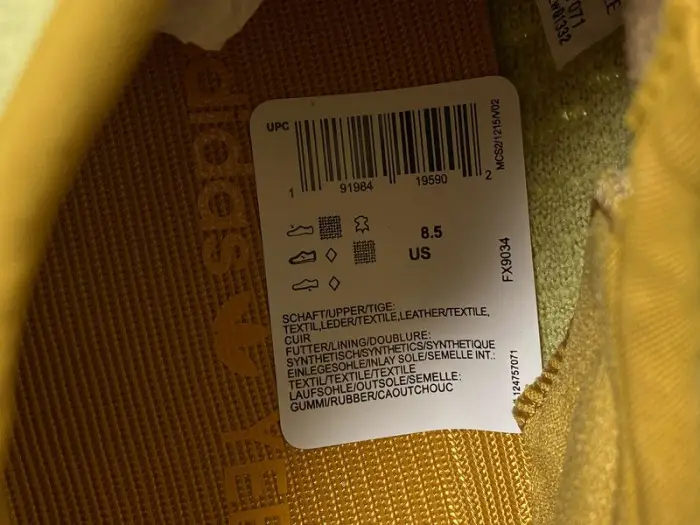 071
w01332
UPC
1 91984 19590 2
MCS2/1215/V02
8.5
US
FX9034
SCHAFT/UPPER/TIGE:
TEXTIL,LEDER/TEXTILE,LEATHER/TEXTILE,
CUIR
FUTTER/LINING/DOUBLURE:
SYNTHETISCH/SYNTHETICS/SYNTHETIQUE
EINLEGESOHLE/INLAY SOLE/SEMELLE INT.:
TEXTIL/TEXTILE/TEXTILE
LAUFSOHLE/OUTSOLE/SEMELLE:
GUMMI/RUBBER/CAOUTCHOUC
124757071
adidas